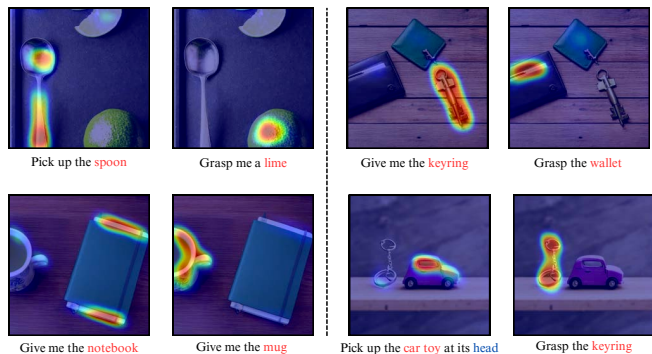 Pick up the spoon
Grasp me a lime
Give me the keyring
Grasp the wallet
Give me the notebook
Give me the mug
Pick up the car toy at its head
Grasp the keyring